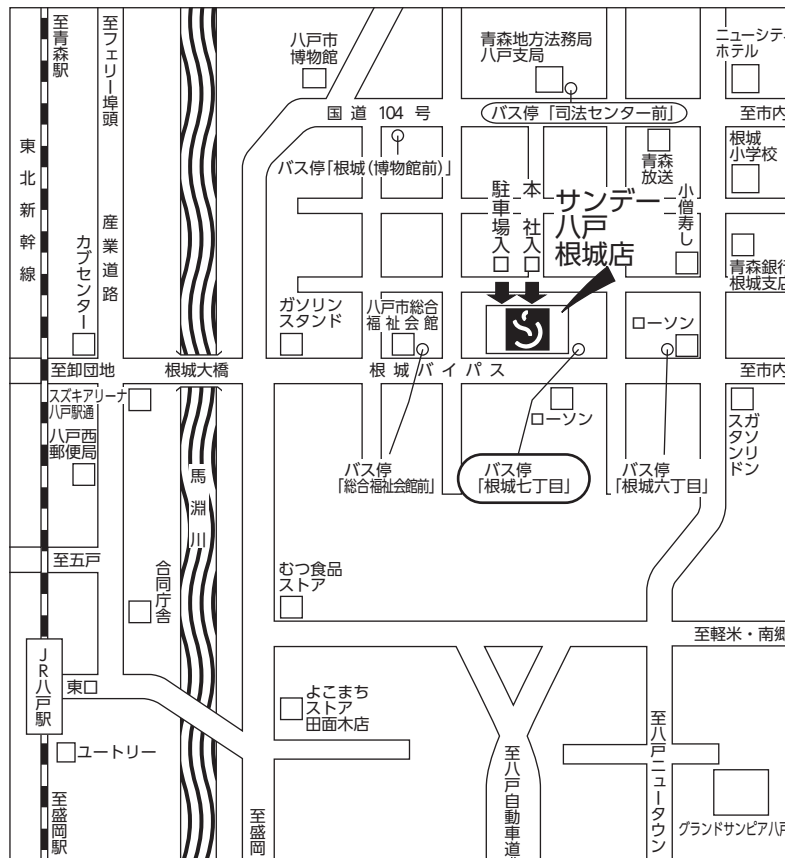 至青森駅
至フェリー埠頭
八戸市
博物館
青森地方法務局
八戸支局
ニューシティ
ホテル
国道104号
バス停「司法センター前」
至市内
バス停「根城(博物館前)」
青森
放送
根城
小学校
東北新幹線
産業道路
カブセンター
駐車場入口
本社入口
サンデー
八戸
根城店
小僧寿し
青森銀行
根城支店
ガソリン
スタンド
八戸市総合
福祉会館
ローソン
至卸団地
根城大橋
根城バイパス
至市内
スズキアリーナ
八戸駅通
八戸西
郵便局
ローソン
ガソリン
スタンド
馬淵川
バス停
「総合福祉会館前」
バス停
「根城七丁目」
バス停
「根城六丁目」
至五戸
合同庁舎
むつ食品
ストア
至軽米・南郷
JR八戸駅
東口
よこまち
ストア
田面木店
ユートリー
至盛岡駅
至盛岡
至八戸自動車道
至八戸ニュータウン
グランドサンピア八戸